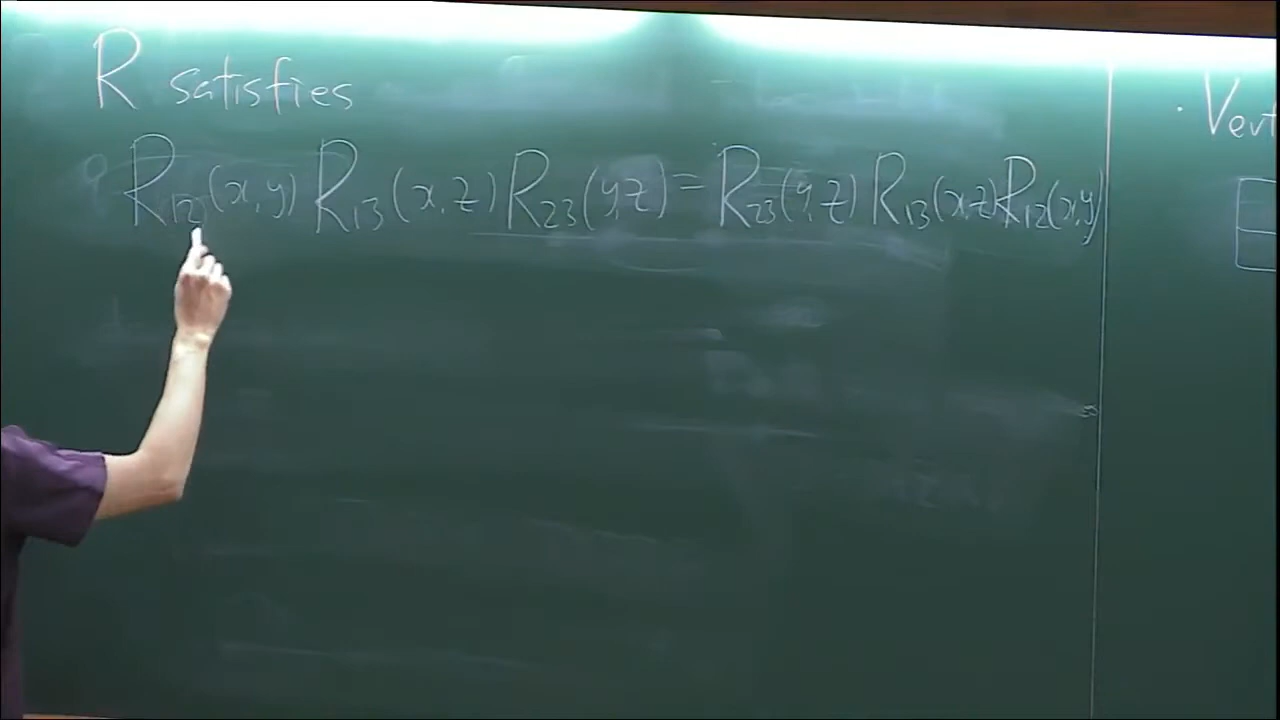 R satisfies
R₁₂(x,y) R₁₃(x,z) R₂₃(y,z) = R₂₃(y,z) R₁₃(x,z) R₁₂(x,y)
· Vert